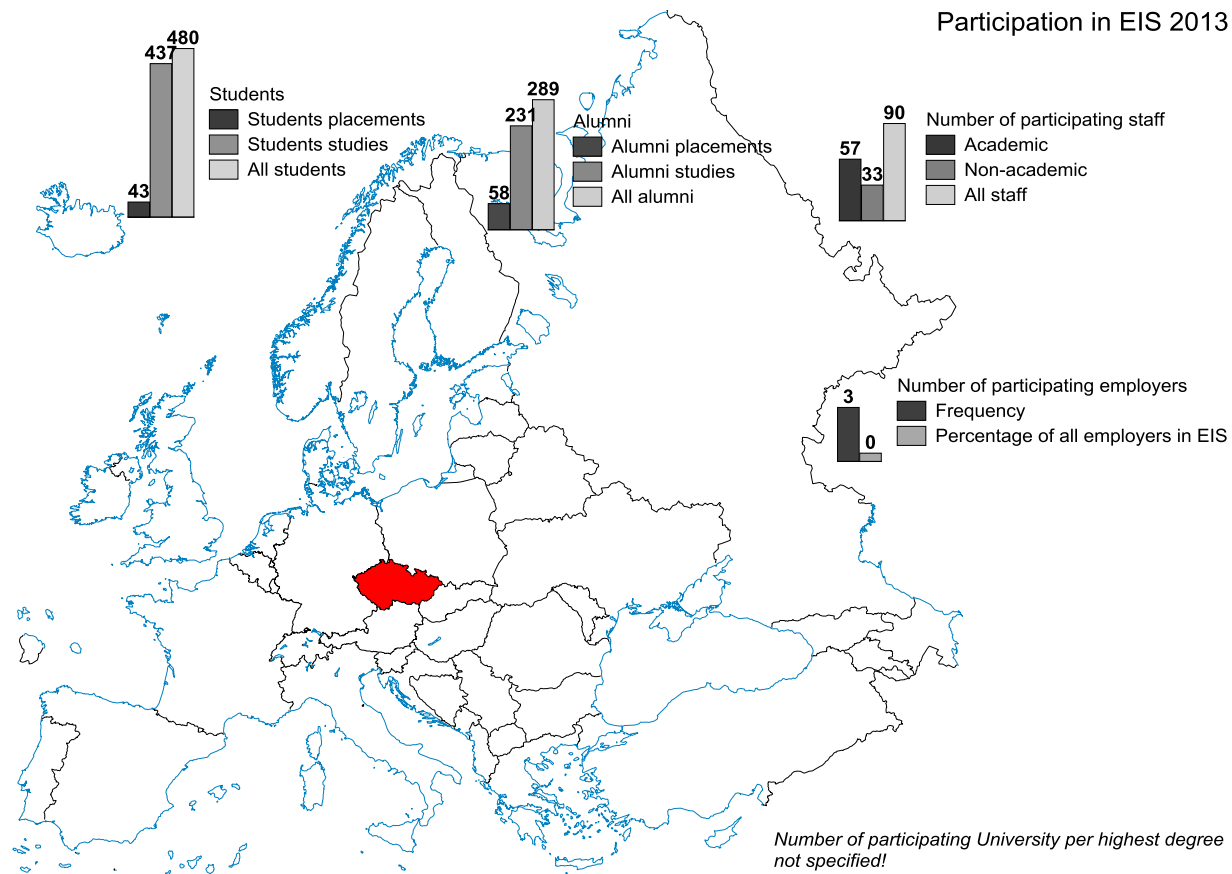 Participation in EIS 2013
480
437
43
Students
Students placements
Students studies
All students
289
231
58
Alumni
Alumni placements
Alumni studies
All alumni
90
57
33
Number of participating staff
Academic
Non-academic
All staff
3
0
Number of participating employers
Frequency
Percentage of all employers in EIS
Number of participating University per highest degree
not specified!